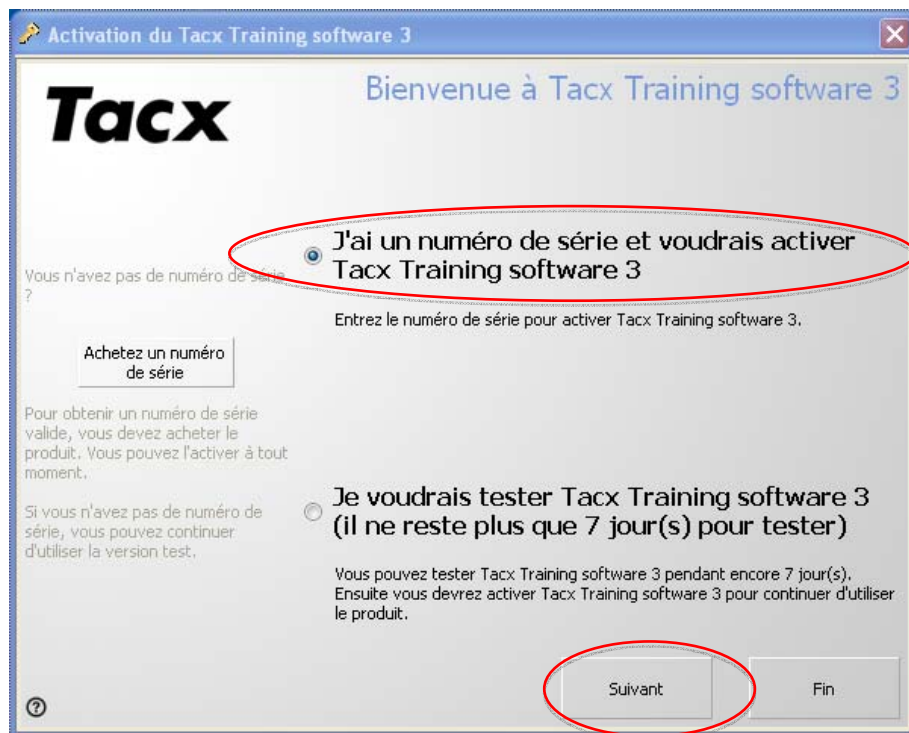 Activation du Tacx Training software 3
Tacx
Bienvenue à Tacx Training software 3
J'ai un numéro de série et voudrais activer
Tacx Training software 3
Entrez le numéro de série pour activer Tacx Training software 3.
Vous n'avez pas de numéro de série
?
Achetez un numéro
de série
Pour obtenir un numéro de série
valide, vous devez acheter le
produit. Vous pouvez l'activer à tout
moment.
Si vous n'avez pas de numéro de
série, vous pouvez continuer
d'utiliser la version test.
Je voudrais tester Tacx Training software 3
(il ne reste plus que 7 jour(s) pour tester)
Vous pouvez tester Tacx Training software 3 pendant encore 7 jour(s).
Ensuite vous devrez activer Tacx Training software 3 pour continuer d'utiliser
le produit.
Suivant
Fin
?